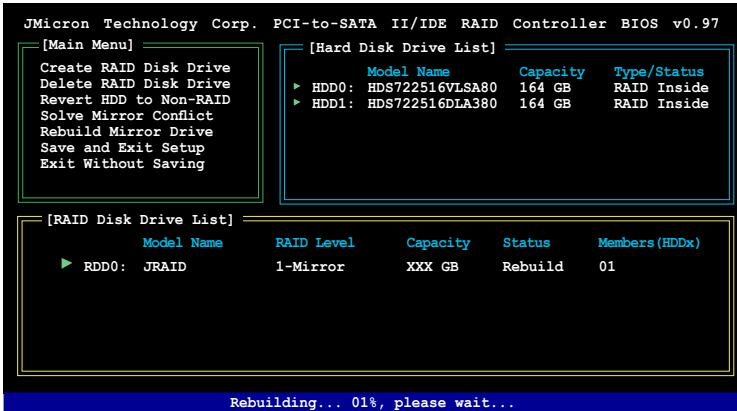 JMicron Technology Corp. PCI-to-SATA II/IDE RAID Controller BIOS v0.97
[Main Menu]
Create RAID Disk Drive
Delete RAID Disk Drive
Revert HDD to Non-RAID
Solve Mirror Conflict
Rebuild Mirror Drive
Save and Exit Setup
Exit Without Saving
[Hard Disk Drive List]
Model Name Capacity Type/Status
HDD0: HDS722516VLSA80 164 GB RAID Inside
HDD1: HDS722516DLA380 164 GB RAID Inside
[RAID Disk Drive List]
Model Name RAID Level Capacity Status Members(HDDx)
RDD0: JRAID 1-Mirror XXX GB Rebuild 01
Rebuilding... 01%, please wait...